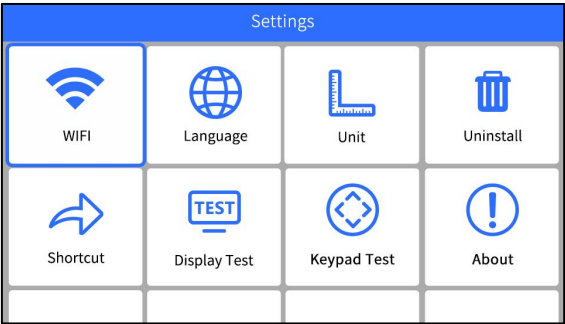 Settings
WIFI
Language
Unit
Uninstall
Shortcut
TEST
Display Test
Keypad Test
About